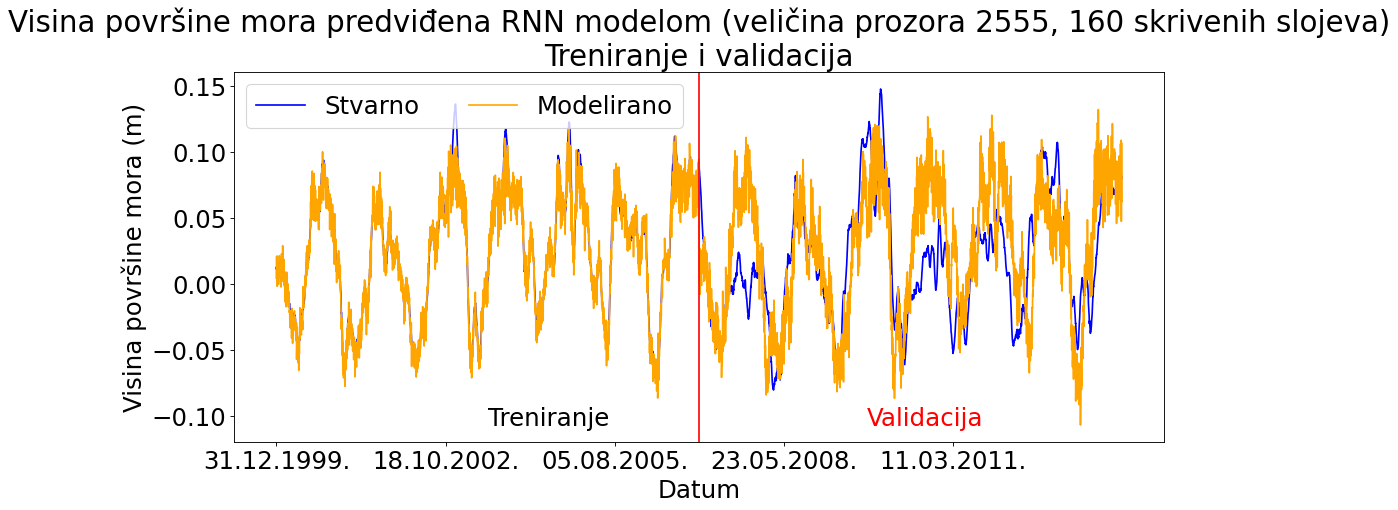 Visina površine mora predviđena RNN modelom (veličina prozora 2555, 160 skrivenih slojeva)
Treniranje i validacija
Stvarno
Modelirano
Visina površine mora (m)
0.15
0.10
0.05
0.00
−0.05
−0.10
Treniranje
Validacija
31.12.1999.
18.10.2002.
05.08.2005.
23.05.2008.
11.03.2011.
Datum